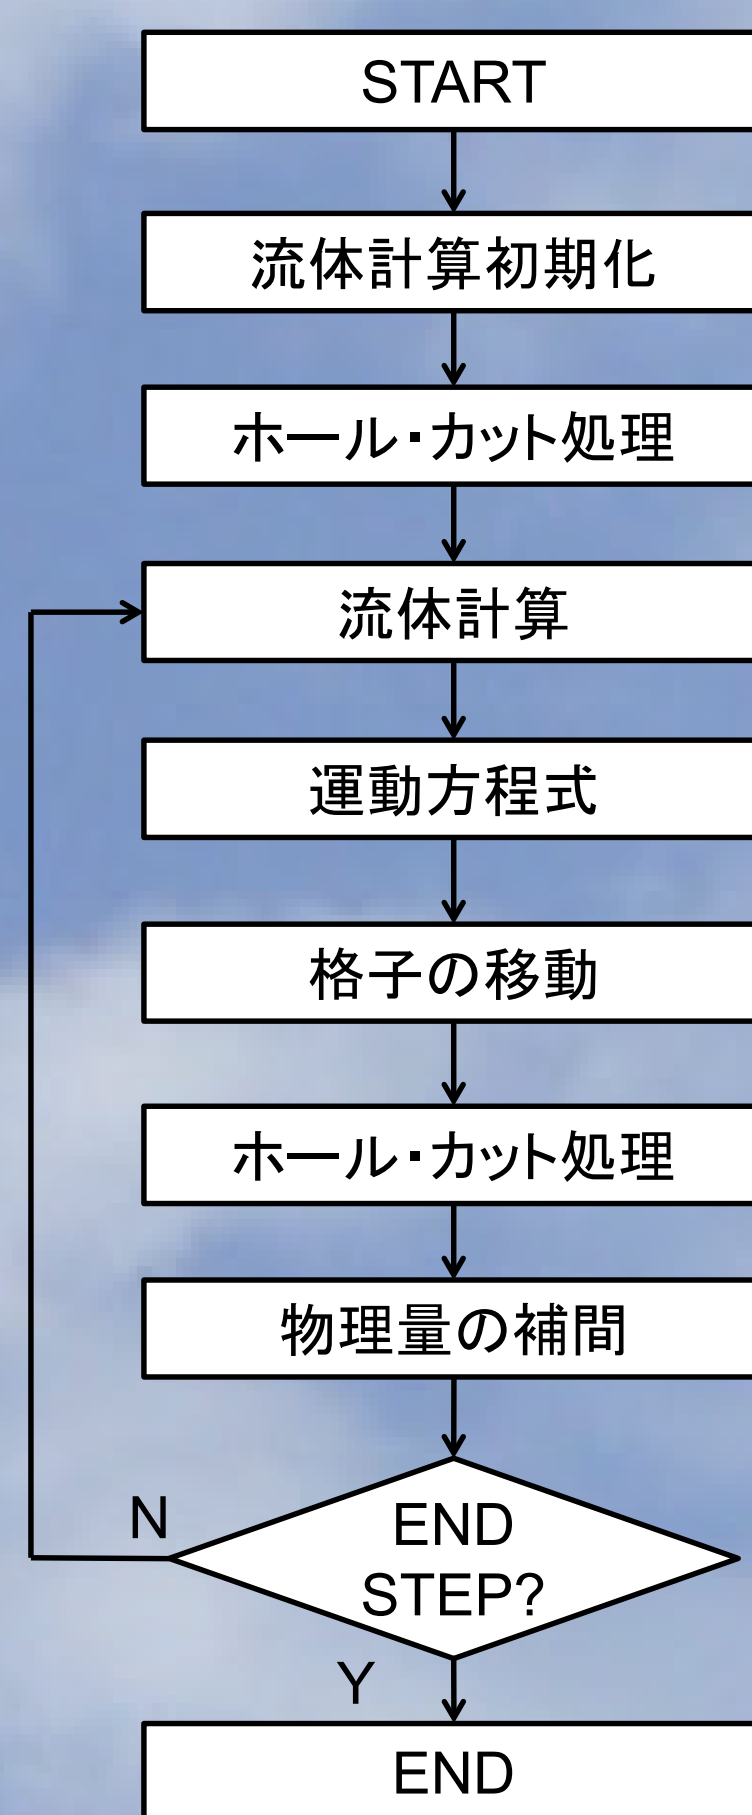 START
流体計算初期化
ホール・カット処理
流体計算
運動方程式
格子の移動
ホール・カット処理
物理量の補間
N
END
STEP?
Y
END